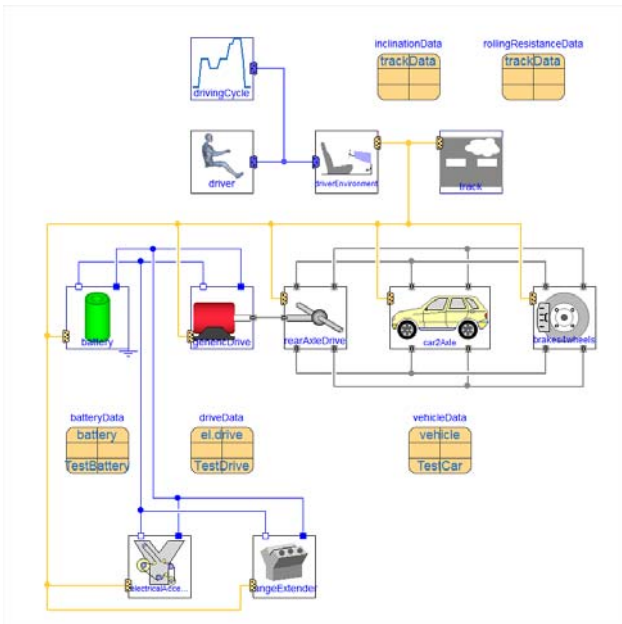 inclinationData rollingResistanceData
trackData trackData
drivingCycle
driver driverEnvironment track
battery genericDrive rearAxleDrive car2Axle brakes4wheels
batteryData driveData vehicleData
battery el.drive vehicle
TestBattery TestDrive TestCar
electricalAcce... rangeExtender